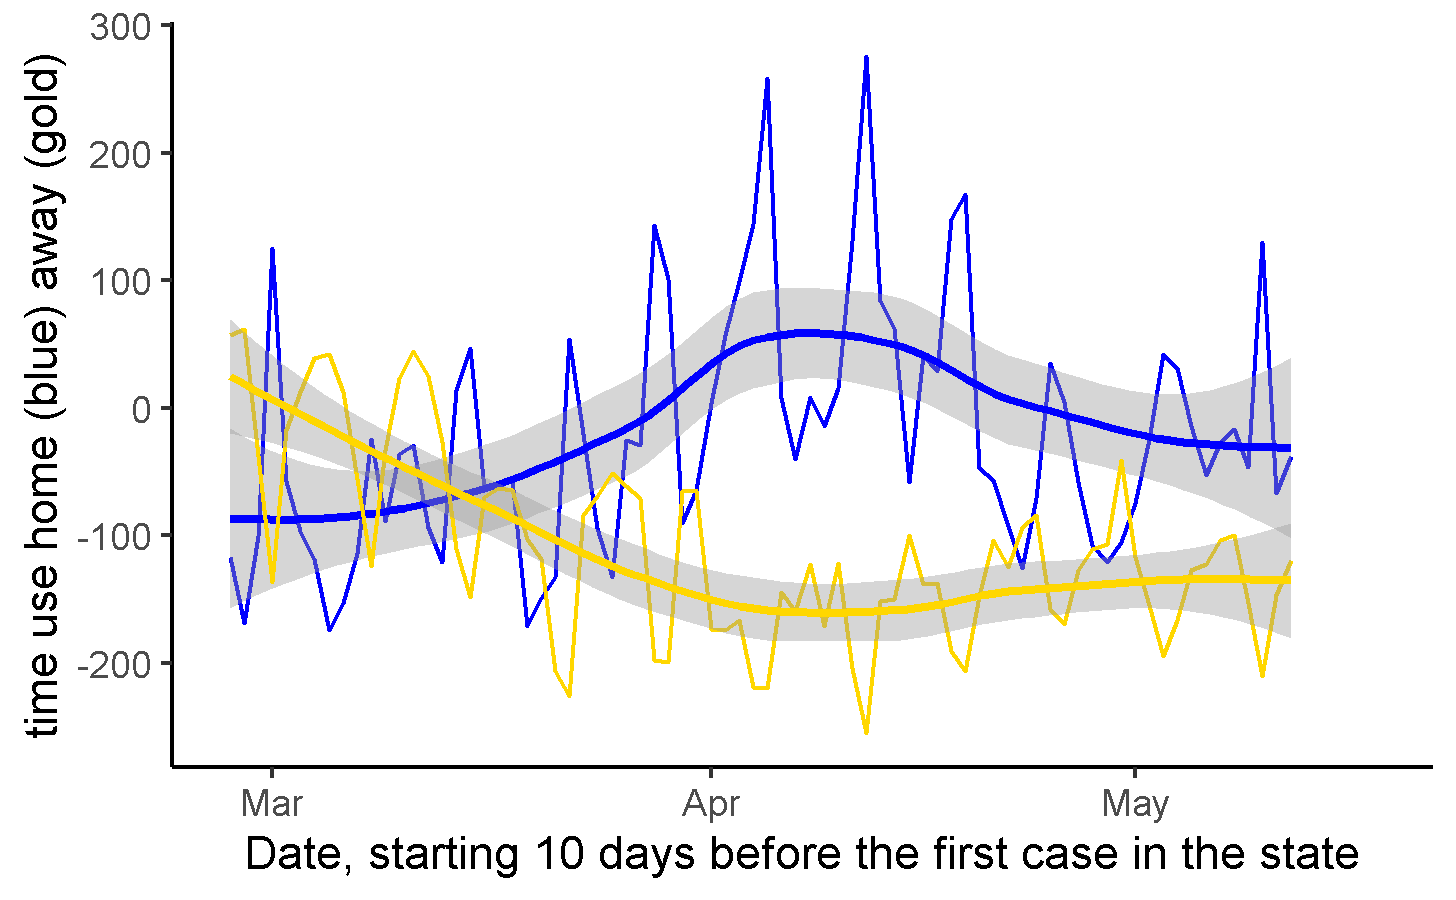 time use home (blue) away (gold)
300
200
100
0
-100
-200
Mar
Apr
May
Date, starting 10 days before the first case in the state